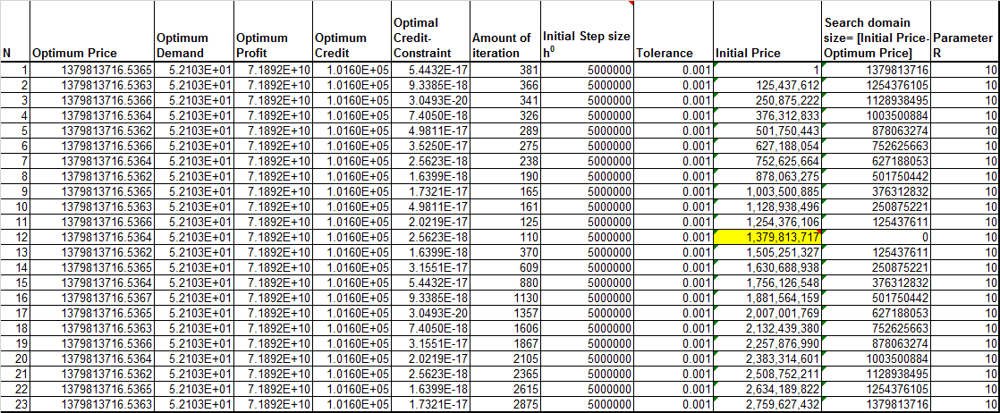 N Optimum Price Optimum Demand Optimum Profit Optimum Credit Optimal Credit-Constraint Amount of iteration Initial Step size h⁰ Tolerance Initial Price Search domain size= [Initial Price-Optimum Price] Parameter R
1 1379813716.5365 5.2103E+01 7.1892E+10 1.0160E+05 5.4432E-17 381 5000000 0.001 1 1379813716 10
2 1379813716.5363 5.2103E+01 7.1892E+10 1.0160E+05 9.3385E-18 366 5000000 0.001 125,437,612 1254376105 10
3 1379813716.5366 5.2103E+01 7.1892E+10 1.0160E+05 3.0493E-20 341 5000000 0.001 250,875,222 1128938495 10
4 1379813716.5364 5.2103E+01 7.1892E+10 1.0160E+05 7.4050E-18 326 5000000 0.001 376,312,833 1003500884 10
5 1379813716.5362 5.2103E+01 7.1892E+10 1.0160E+05 4.9811E-17 289 5000000 0.001 501,750,443 878063274 10
6 1379813716.5366 5.2103E+01 7.1892E+10 1.0160E+05 3.5250E-17 275 5000000 0.001 627,188,054 752625663 10
7 1379813716.5364 5.2103E+01 7.1892E+10 1.0160E+05 2.5623E-18 238 5000000 0.001 752,625,664 627188053 10
8 1379813716.5362 5.2103E+01 7.1892E+10 1.0160E+05 1.6399E-18 190 5000000 0.001 878,063,275 501750442 10
9 1379813716.5365 5.2103E+01 7.1892E+10 1.0160E+05 1.7321E-17 165 5000000 0.001 1,003,500,885 376312832 10
10 1379813716.5363 5.2103E+01 7.1892E+10 1.0160E+05 4.9811E-17 161 5000000 0.001 1,128,938,496 250875221 10
11 1379813716.5366 5.2103E+01 7.1892E+10 1.0160E+05 2.0219E-17 125 5000000 0.001 1,254,376,106 125437611 10
12 1379813716.5364 5.2103E+01 7.1892E+10 1.0160E+05 2.5623E-18 110 5000000 0.001 1,379,813,717 0 10
13 1379813716.5362 5.2103E+01 7.1892E+10 1.0160E+05 1.6399E-18 370 5000000 0.001 1,505,251,327 125437611 10
14 1379813716.5365 5.2103E+01 7.1892E+10 1.0160E+05 3.1551E-17 609 5000000 0.001 1,630,688,938 250875221 10
15 1379813716.5364 5.2103E+01 7.1892E+10 1.0160E+05 5.4432E-17 880 5000000 0.001 1,756,126,548 376312832 10
16 1379813716.5367 5.2103E+01 7.1892E+10 1.0160E+05 9.3385E-18 1130 5000000 0.001 1,881,564,159 501750442 10
17 1379813716.5365 5.2103E+01 7.1892E+10 1.0160E+05 3.0493E-20 1357 5000000 0.001 2,007,001,769 627188053 10
18 1379813716.5363 5.2103E+01 7.1892E+10 1.0160E+05 7.4050E-18 1606 5000000 0.001 2,132,439,380 752625663 10
19 1379813716.5366 5.2103E+01 7.1892E+10 1.0160E+05 3.1551E-17 1867 5000000 0.001 2,257,876,990 878063274 10
20 1379813716.5364 5.2103E+01 7.1892E+10 1.0160E+05 2.0219E-17 2105 5000000 0.001 2,383,314,601 1003500884 10
21 1379813716.5362 5.2103E+01 7.1892E+10 1.0160E+05 2.5623E-18 2365 5000000 0.001 2,508,752,211 1128938495 10
22 1379813716.5365 5.2103E+01 7.1892E+10 1.0160E+05 1.6399E-18 2615 5000000 0.001 2,634,189,822 1254376105 10
23 1379813716.5363 5.2103E+01 7.1892E+10 1.0160E+05 1.7321E-17 2875 5000000 0.001 2,759,627,432 1379813716 10